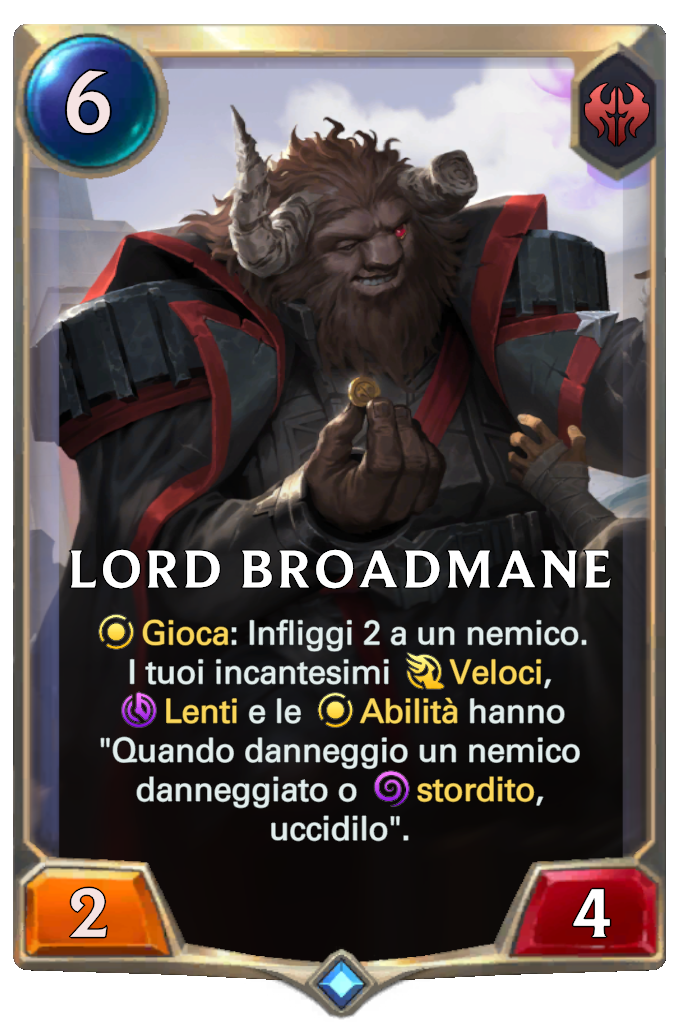 6
LORD BROADMANE
Gioca: Infliggi 2 a un nemico.
I tuoi incantesimi Veloci,
Lenti e le Abilità hanno
"Quando danneggio un nemico
danneggiato o stordito,
uccidilo".
2
4